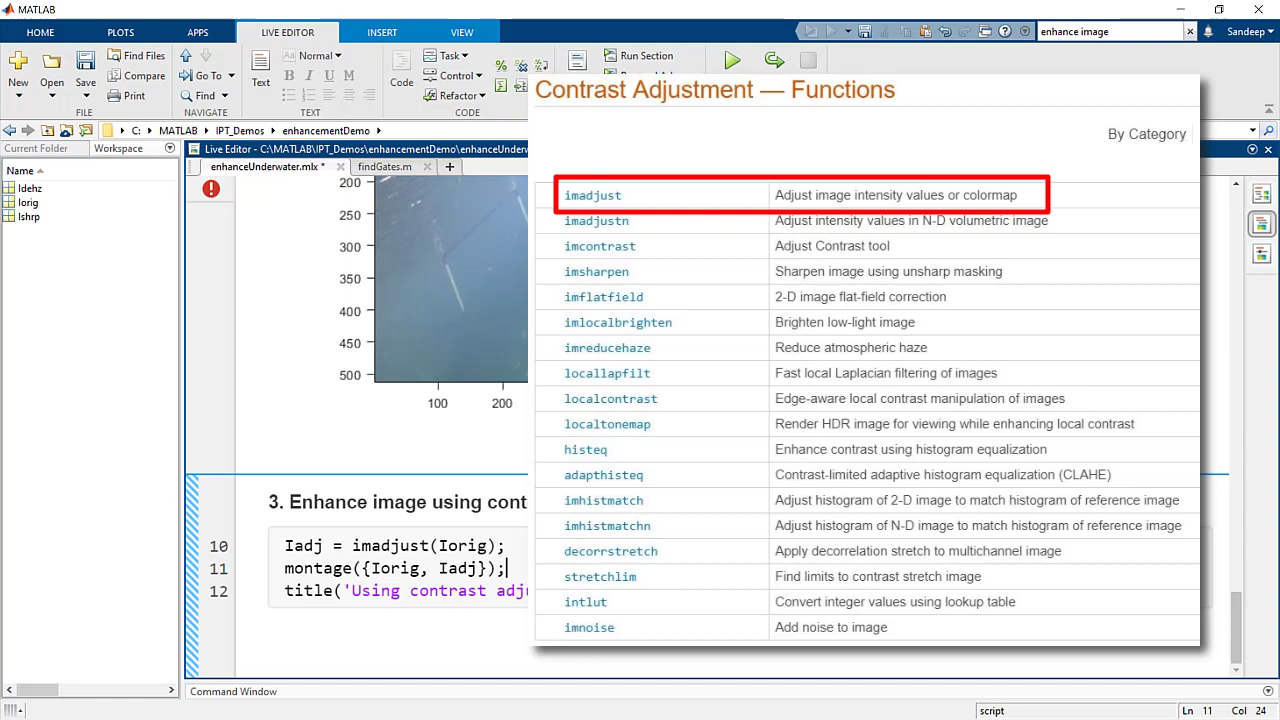 MATLAB
HOME PLOTS APPS LIVE EDITOR INSERT VIEW enhance image Sandeep
New Open Save Find Files Compare Print
Go To Find
Text Normal
B I U M
Code Task Control Refactor
Run Section
FILE NAVIGATE TEXT CODE
C: MATLAB IPT_Demos enhancementDemo
Current Folder Workspace
Live Editor - C:\MATLAB\IPT_Demos\enhancementDemo\enhanceUnderw
enhanceUnderwater.mlx * findGates.m
Name
Idehz
Iorig
Ishrp
200
250
300
350
400
450
500
100 200
3. Enhance image using cont
10 Iadj = imadjust(Iorig);
11 montage({Iorig, Iadj});
12 title('Using contrast adju
Contrast Adjustment — Functions
By Category
imadjust Adjust image intensity values or colormap
imadjustn Adjust intensity values in N-D volumetric image
imcontrast Adjust Contrast tool
imsharpen Sharpen image using unsharp masking
imflatfield 2-D image flat-field correction
imlocalbrighten Brighten low-light image
imreducehaze Reduce atmospheric haze
locallapfilt Fast local Laplacian filtering of images
localcontrast Edge-aware local contrast manipulation of images
localtonemap Render HDR image for viewing while enhancing local contrast
histeq Enhance contrast using histogram equalization
adapthisteq Contrast-limited adaptive histogram equalization (CLAHE)
imhistmatch Adjust histogram of 2-D image to match histogram of reference image
imhistmatchn Adjust histogram of N-D image to match histogram of reference image
decorrstretch Apply decorrelation stretch to multichannel image
stretchlim Find limits to contrast stretch image
intlut Convert integer values using lookup table
imnoise Add noise to image
Command Window
script Ln 11 Col 24